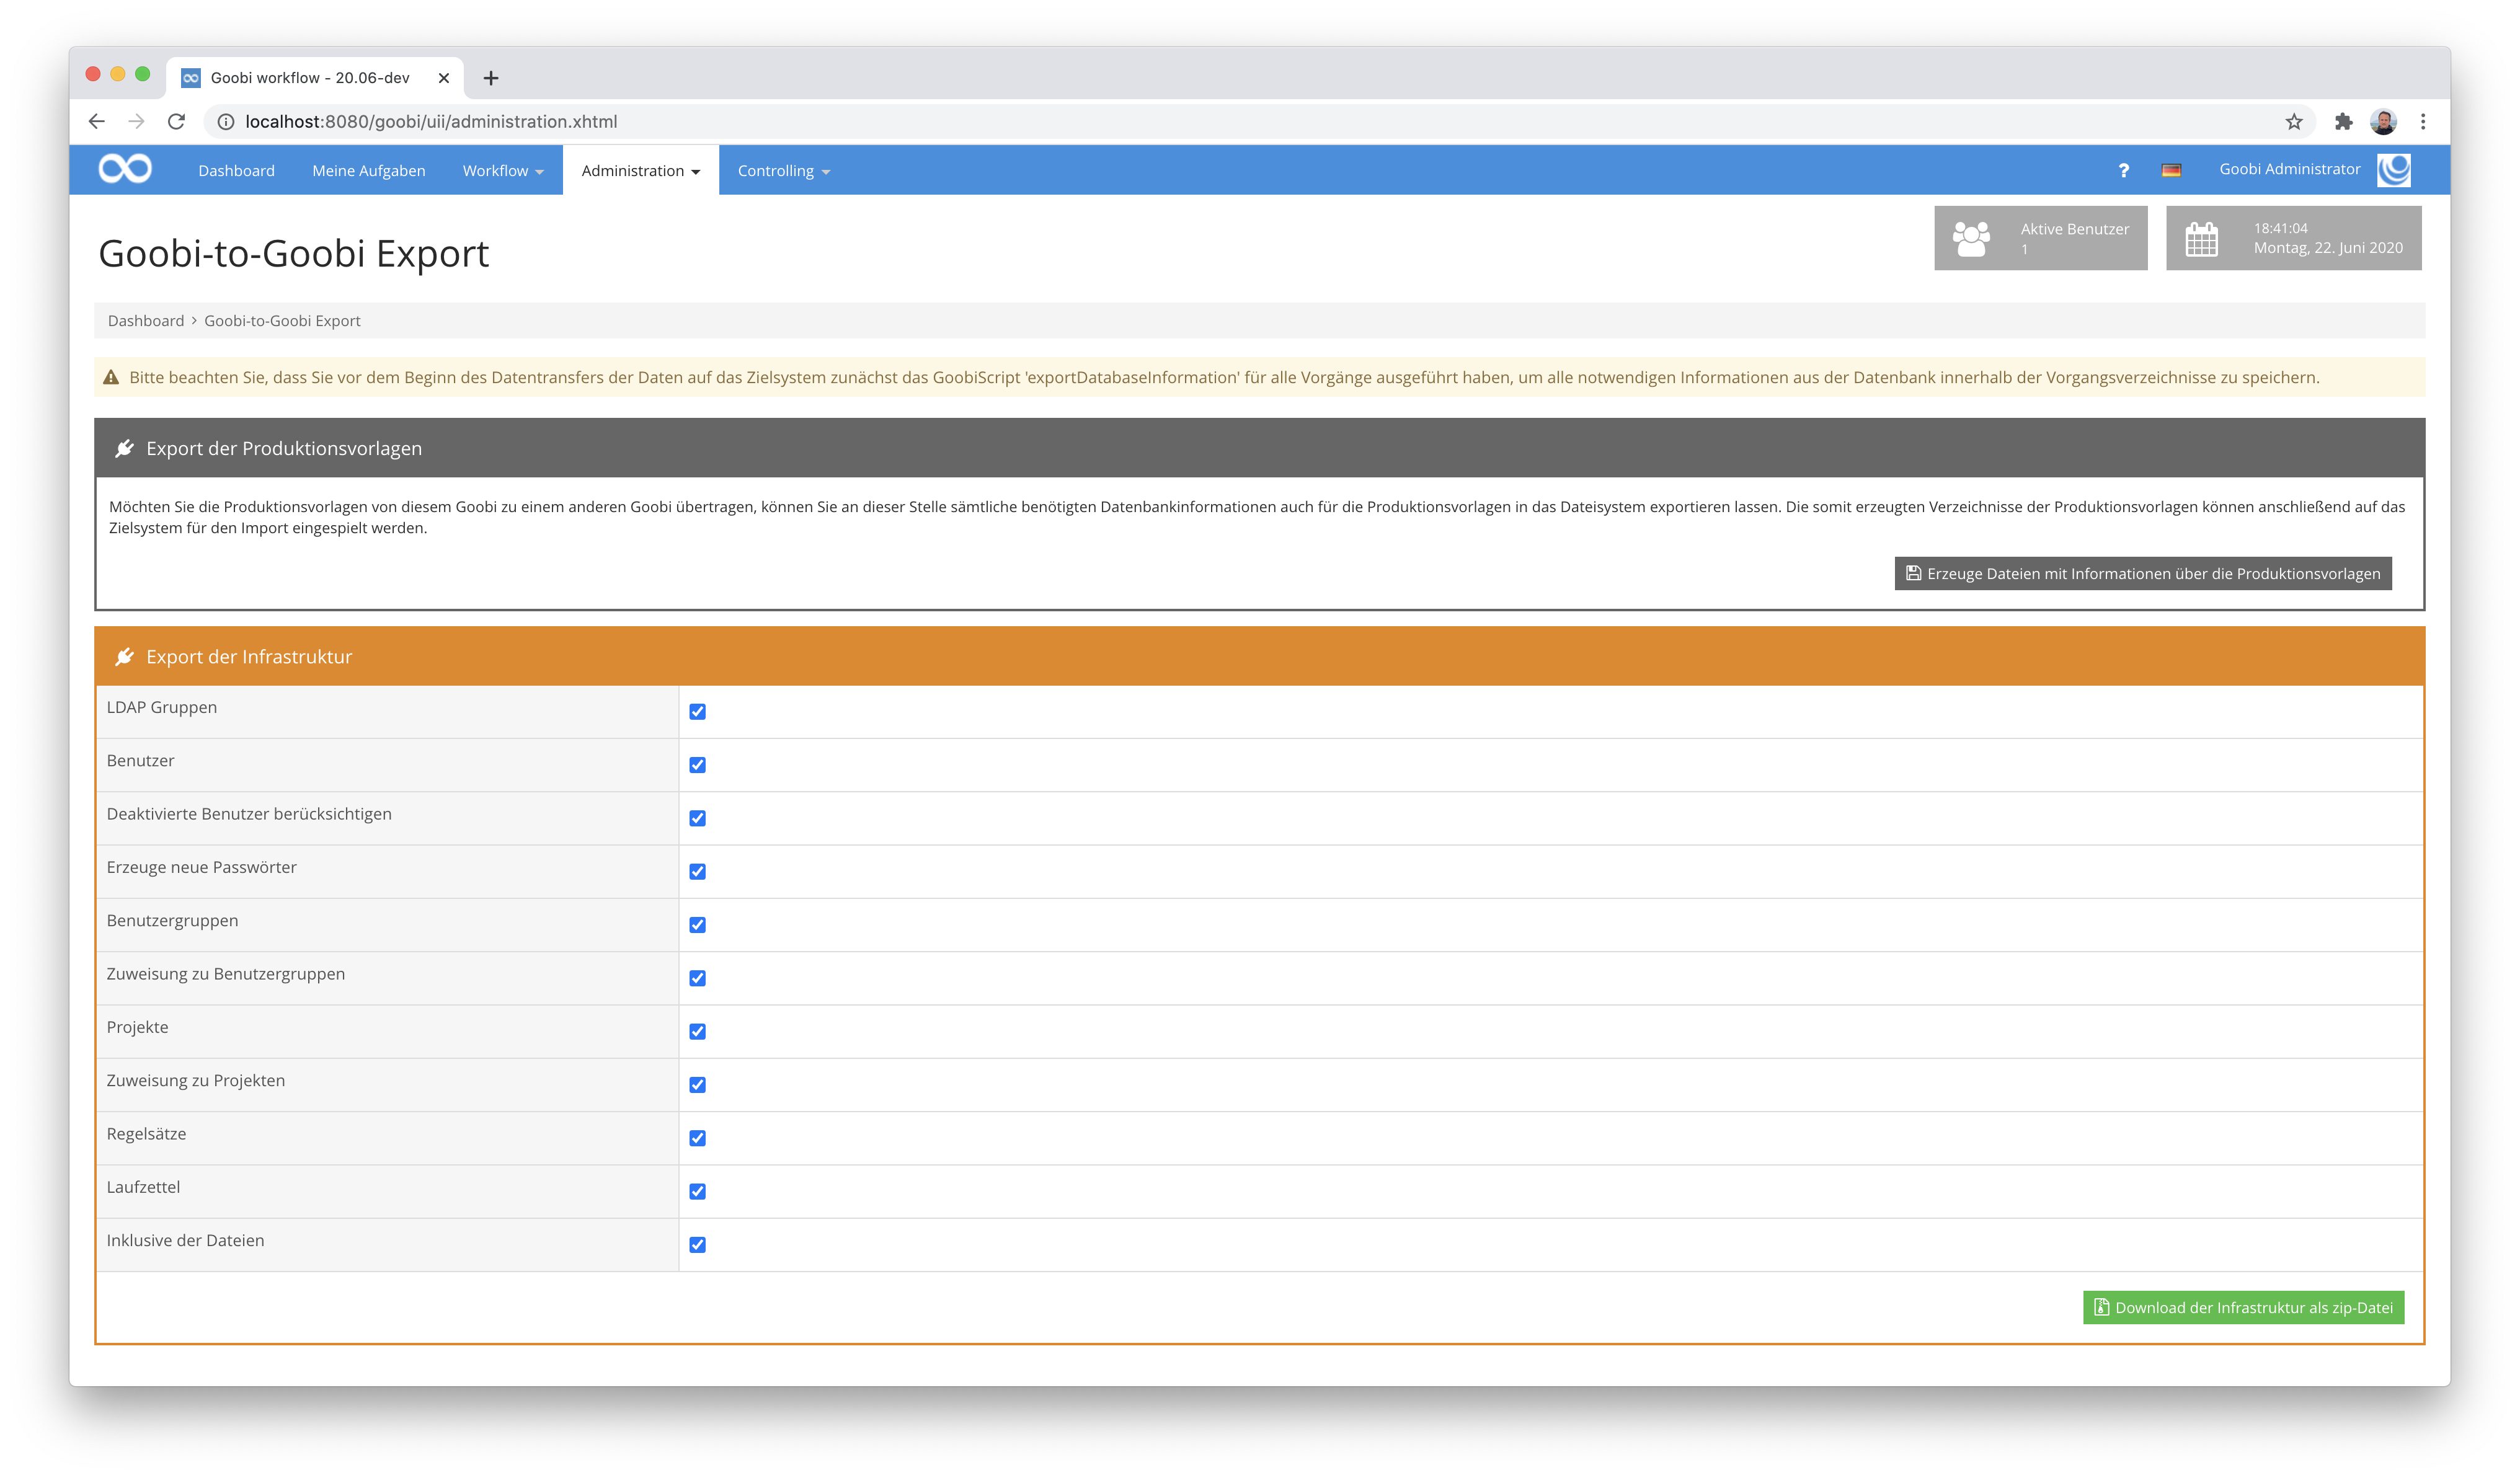 Goobi workflow - 20.06-dev
localhost:8080/goobi/uii/administration.xhtml
Dashboard Meine Aufgaben Workflow Administration Controlling ? Goobi Administrator
Goobi-to-Goobi Export
Aktive Benutzer
1
18:41:04
Montag, 22. Juni 2020
Dashboard > Goobi-to-Goobi Export
Bitte beachten Sie, dass Sie vor dem Beginn des Datentransfers der Daten auf das Zielsystem zunächst das GoobiScript 'exportDatabaseInformation' für alle Vorgänge ausgeführt haben, um alle notwendigen Informationen aus der Datenbank innerhalb der Vorgangsverzeichnisse zu speichern.
Export der Produktionsvorlagen
Möchten Sie die Produktionsvorlagen von diesem Goobi zu einem anderen Goobi übertragen, können Sie an dieser Stelle sämtliche benötigten Datenbankinformationen auch für die Produktionsvorlagen in das Dateisystem exportieren lassen. Die somit erzeugten Verzeichnisse der Produktionsvorlagen können anschließend auf das
Zielsystem für den Import eingespielt werden.
Erzeuge Dateien mit Informationen über die Produktionsvorlagen
Export der Infrastruktur
LDAP Gruppen
Benutzer
Deaktivierte Benutzer berücksichtigen
Erzeuge neue Passwörter
Benutzergruppen
Zuweisung zu Benutzergruppen
Projekte
Zuweisung zu Projekten
Regelsätze
Laufzettel
Inklusive der Dateien
Download der Infrastruktur als zip-Datei